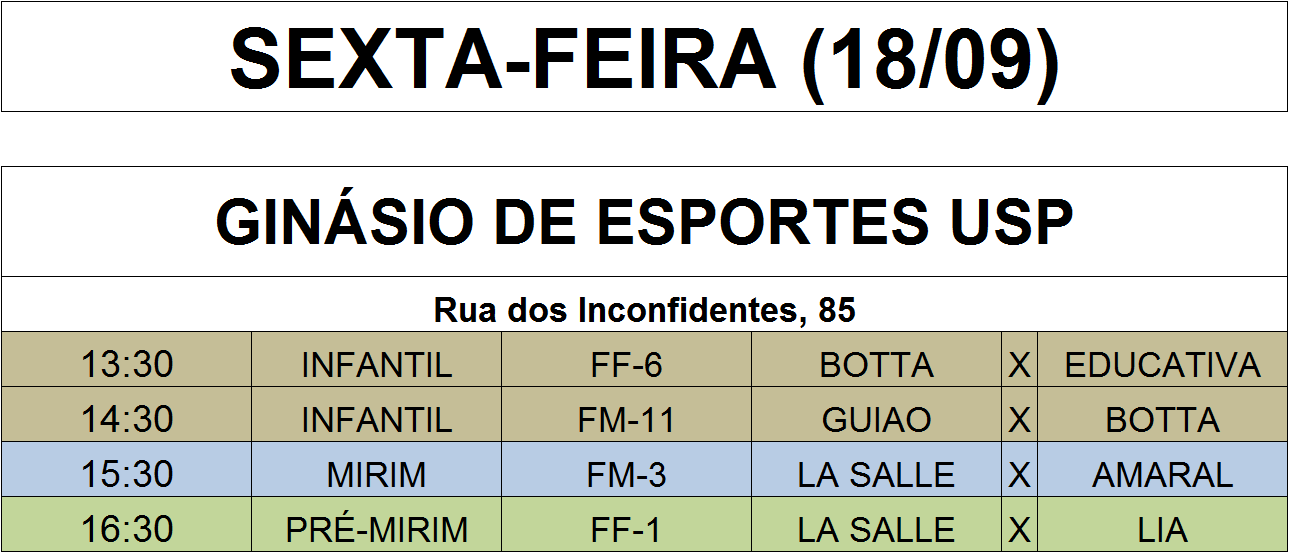 SEXTA-FEIRA (18/09)
GINÁSIO DE ESPORTES USP
Rua dos Inconfidentes, 85
13:30 INFANTIL FF-6 BOTTA X EDUCATIVA
14:30 INFANTIL FM-11 GUIAO X BOTTA
15:30 MIRIM FM-3 LA SALLE X AMARAL
16:30 PRÉ-MIRIM FF-1 LA SALLE X LIA